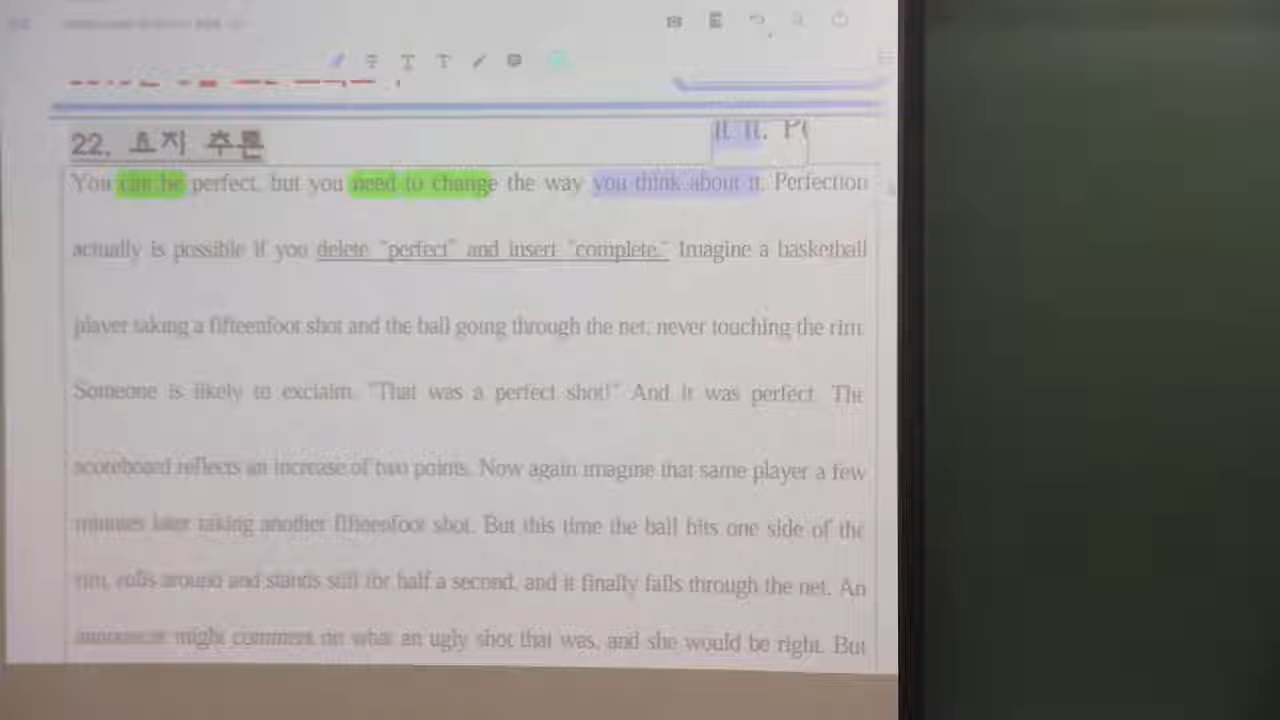 22. 요지 추론
You can be perfect, but you need to change the way you think about it. Perfection
actually is possible if you delete "perfect" and insert "complete." Imagine a basketball
player taking a fifteenfoot shot and the ball going through the net, never touching the rim.
Someone is likely to exclaim, "That was a perfect shot!" And it was perfect. The
scoreboard reflects an increase of two points. Now again imagine that same player a few
minutes later taking another fifteenfoot shot. But this time the ball hits one side of the
rim, rolls around and stands still for half a second, and it finally falls through the net. An
announcer might comment on what an ugly shot that was, and she would be right. But